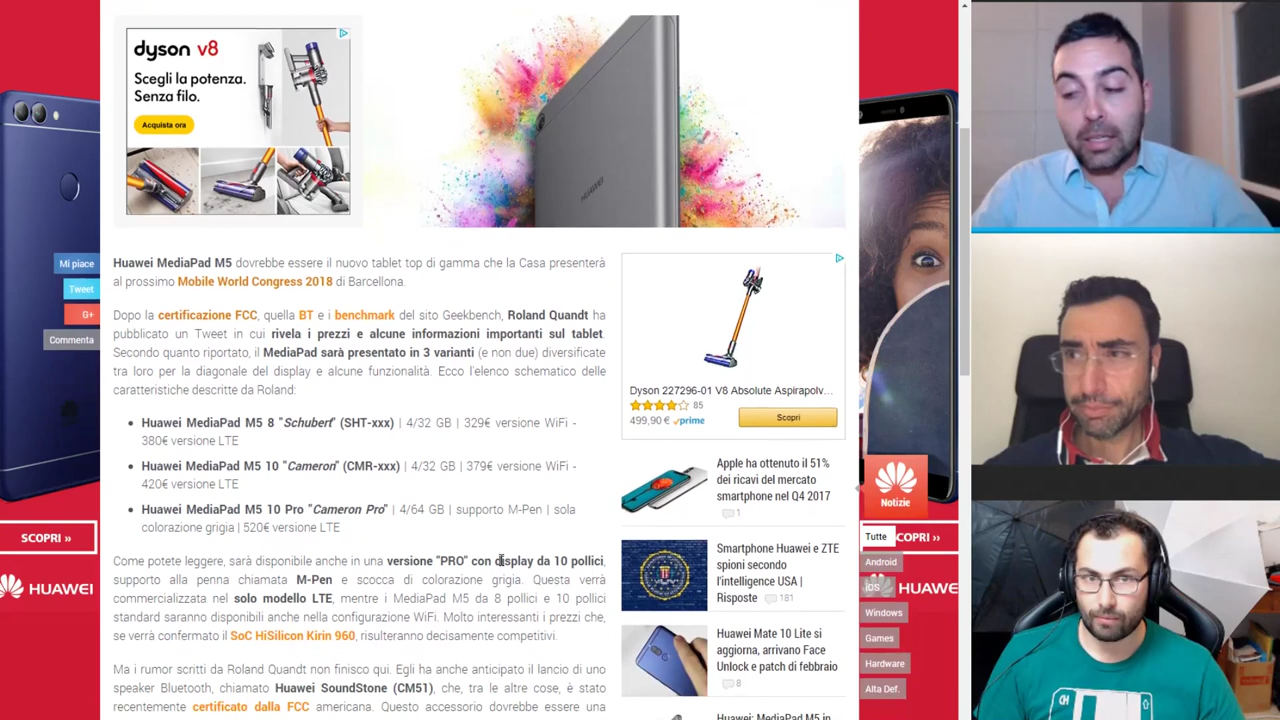 dyson v8
Scegli la potenza.
Senza filo.
Acquista ora
HUAWEI
Mi piace
Tweet
G+
Commenta
Huawei MediaPad M5 dovrebbe essere il nuovo tablet top di gamma che la Casa presenterà
al prossimo Mobile World Congress 2018 di Barcellona.
Dopo la certificazione FCC, quella BT e i benchmark del sito Geekbench, Roland Quandt ha
pubblicato un Tweet in cui rivela i prezzi e alcune informazioni importanti sul tablet.
Secondo quanto riportato, il MediaPad sarà presentato in 3 varianti (e non due) diversificate
tra loro per la diagonale del display e alcune funzionalità. Ecco l'elenco schematico delle
caratteristiche descritte da Roland:
• Huawei MediaPad M5 8 "Schubert" (SHT-xxx) | 4/32 GB | 329€ versione WiFi -
380€ versione LTE
• Huawei MediaPad M5 10 "Cameron" (CMR-xxx) | 4/32 GB | 379€ versione WiFi -
420€ versione LTE
• Huawei MediaPad M5 10 Pro "Cameron Pro" | 4/64 GB | supporto M-Pen | sola
colorazione grigia | 520€ versione LTE
Come potete leggere, sarà disponibile anche in una versione "PRO" con display da 10 pollici,
supporto alla penna chiamata M-Pen e scocca di colorazione grigia. Questa verrà
commercializzata nel solo modello LTE, mentre i MediaPad M5 da 8 pollici e 10 pollici
standard saranno disponibili anche nella configurazione WiFi. Molto interessanti i prezzi che,
se verrà confermato il SoC HiSilicon Kirin 960, risulteranno decisamente competitivi.
Ma i rumor scritti da Roland Quandt non finisco qui. Egli ha anche anticipato il lancio di uno
speaker Bluetooth, chiamato Huawei SoundStone (CM51), che, tra le altre cose, è stato
recentemente certificato dalla FCC americana. Questo accessorio dovrebbe essere una
Dyson 227296-01 V8 Absolute Aspirapolv...
85
499,90 € prime
Scopri
Apple ha ottenuto il 51%
dei ricavi del mercato
smartphone nel Q4 2017
1
Smartphone Huawei e ZTE
spioni secondo
l'intelligence USA |
Risposte 181
Huawei Mate 10 Lite si
aggiorna, arrivano Face
Unlock e patch di febbraio
8
Huawei: MediaPad M5 in
SCOPRI »
HUAWEI
Notizie
Tutte
SCOPRI »
Android
iOS
HUAWEI
Windows
Games
Hardware
Alta Def.